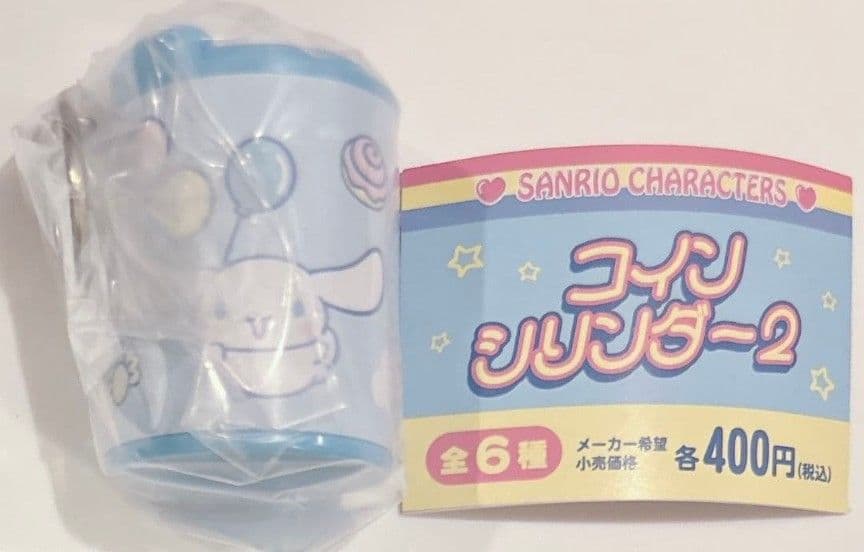 SANRIO CHARACTERS
コイン
シリンダー2
全6種
メーカー希望
小売価格
各400円(税込)